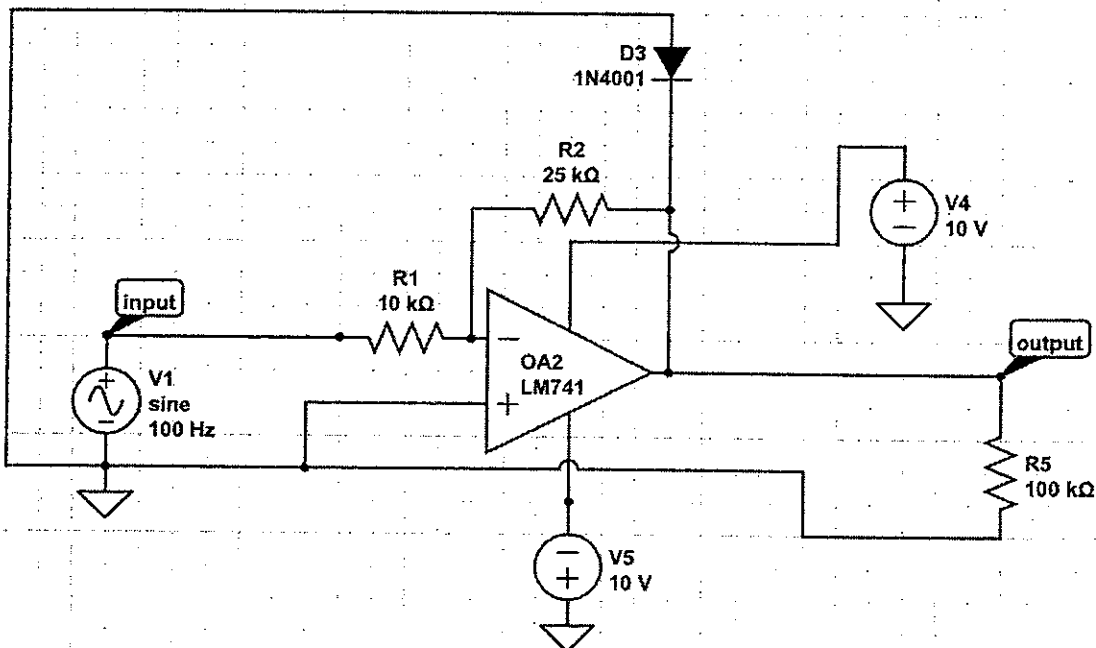 D3
1N4001
R2
25 kΩ
V4
10 V
R1
10 kΩ
input
output
OA2
LM741
V1
sine
100 Hz
R5
100 kΩ
V5
10 V